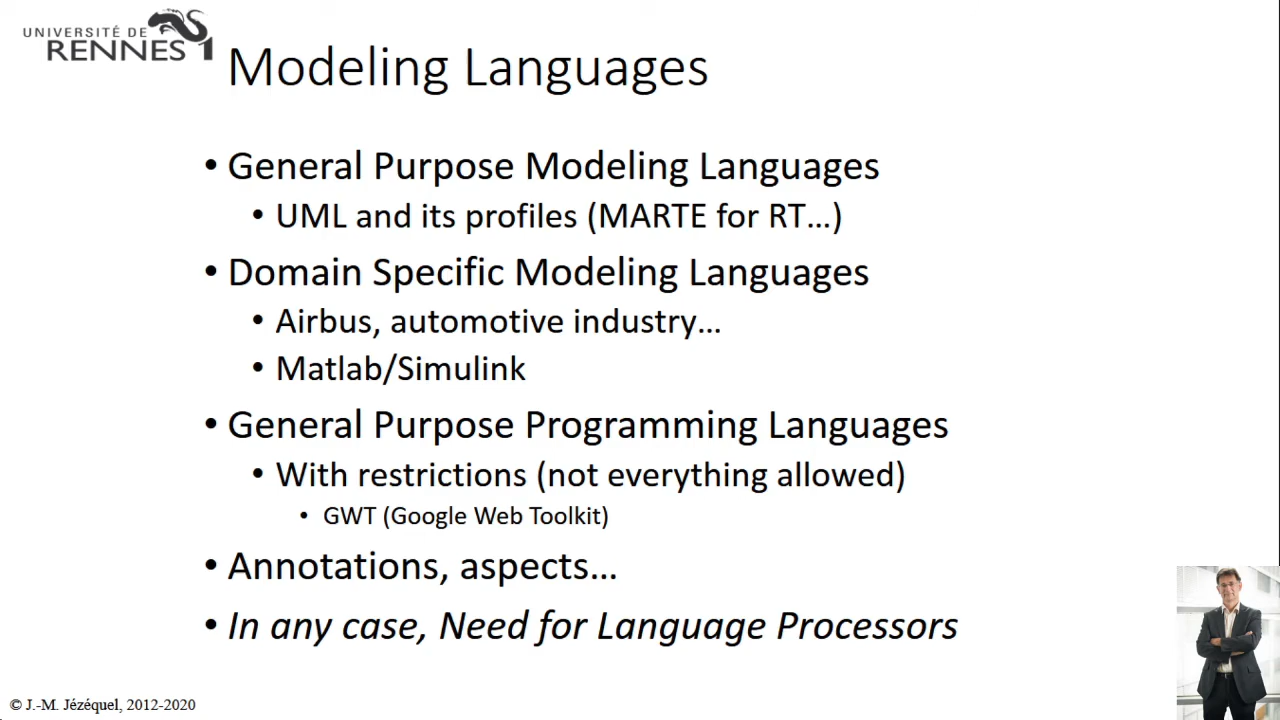 UNIVERSITÉ DE
RENNES 1
Modeling Languages
• General Purpose Modeling Languages
• UML and its profiles (MARTE for RT…)
• Domain Specific Modeling Languages
• Airbus, automotive industry…
• Matlab/Simulink
• General Purpose Programming Languages
• With restrictions (not everything allowed)
• GWT (Google Web Toolkit)
• Annotations, aspects…
• In any case, Need for Language Processors
© J.-M. Jézéquel, 2012-2020